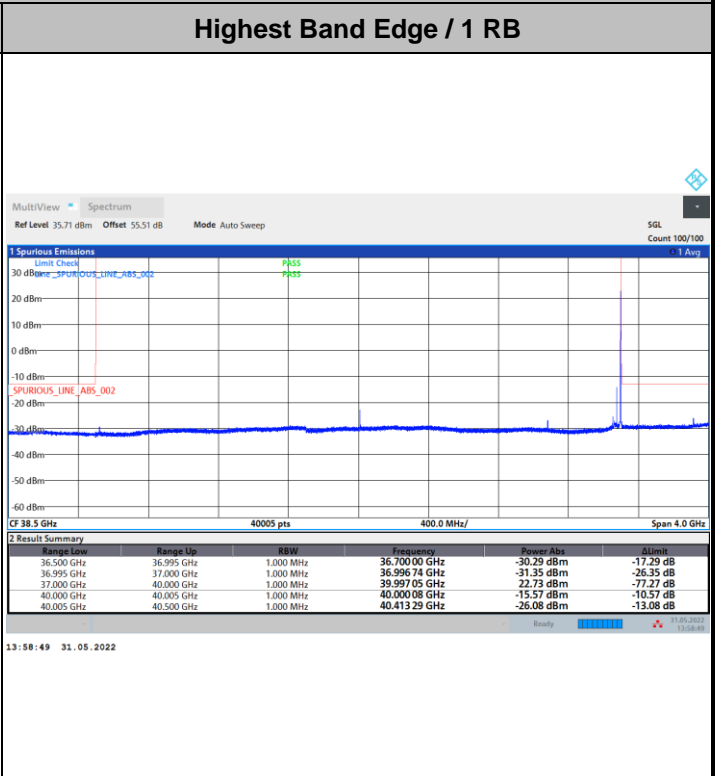 Highest Band Edge / 1 RB
MultiView Spectrum
Ref Level 35.71 dBm Offset 55.51 dB Mode Auto Sweep SGL
Count 100/100
1 Spurious Emissions 1 Avg
Limit Check PASS
30 dBm Line _SPURIOUS_LINE_ABS_002 PASS
20 dBm
10 dBm
0 dBm
-10 dBm
_SPURIOUS_LINE_ABS_002
-20 dBm
-30 dBm
-40 dBm
-50 dBm
-60 dBm
CF 38.5 GHz 40005 pts 400.0 MHz/ Span 4.0 GHz
2 Result Summary
Range Low Range Up RBW Frequency Power Abs ΔLimit
36.500 GHz 36.995 GHz 1.000 MHz 36.700 00 GHz -30.29 dBm -17.29 dB
36.995 GHz 37.000 GHz 1.000 MHz 36.996 74 GHz -31.35 dBm -26.35 dB
37.000 GHz 40.000 GHz 1.000 MHz 39.997 05 GHz 22.73 dBm -77.27 dB
40.000 GHz 40.005 GHz 1.000 MHz 40.000 08 GHz -15.57 dBm -10.57 dB
40.005 GHz 40.500 GHz 1.000 MHz 40.413 29 GHz -26.08 dBm -13.08 dB
Ready 31.05.2022
13:58:49
13:58:49 31.05.2022